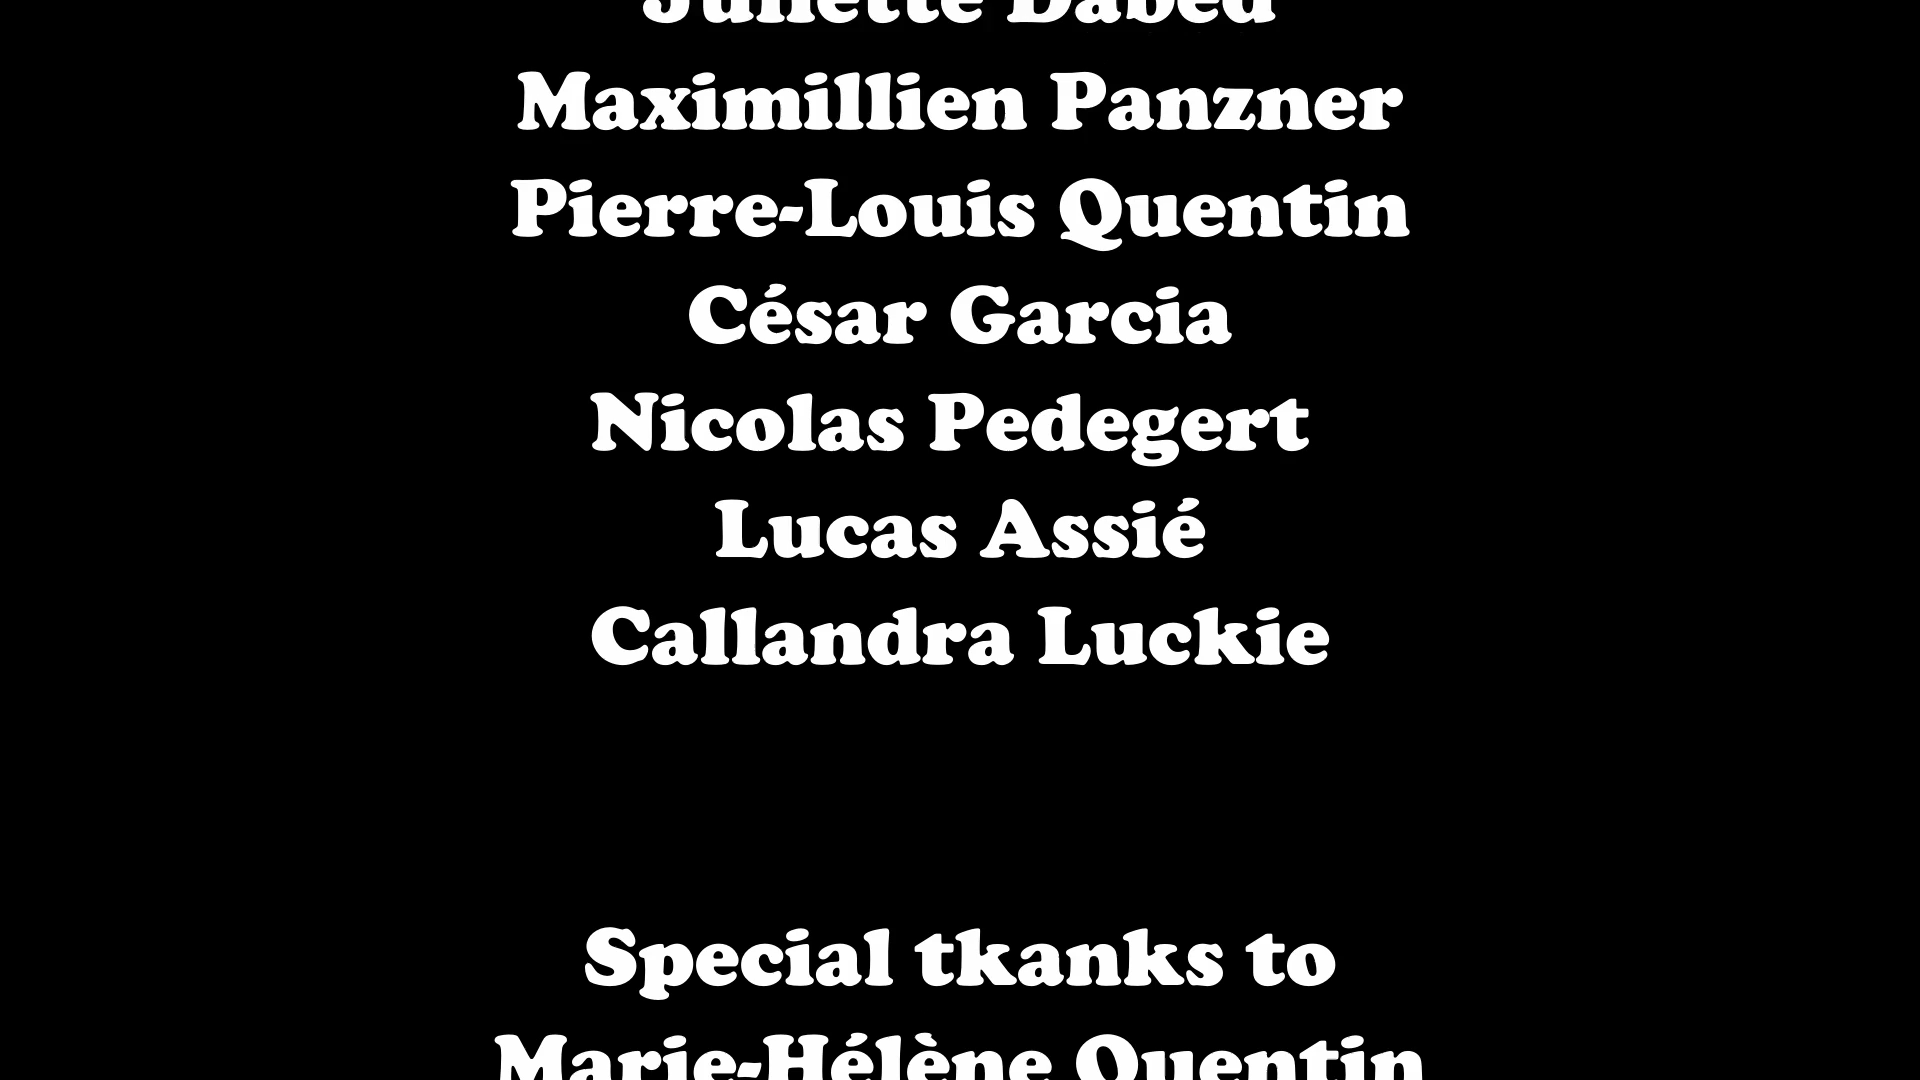 Juliette Dabed
Maximillien Panzner
Pierre-Louis Quentin
César Garcia
Nicolas Pedegert
Lucas Assié
Callandra Luckie
Special tkanks to
Marie-Hélène Quentin